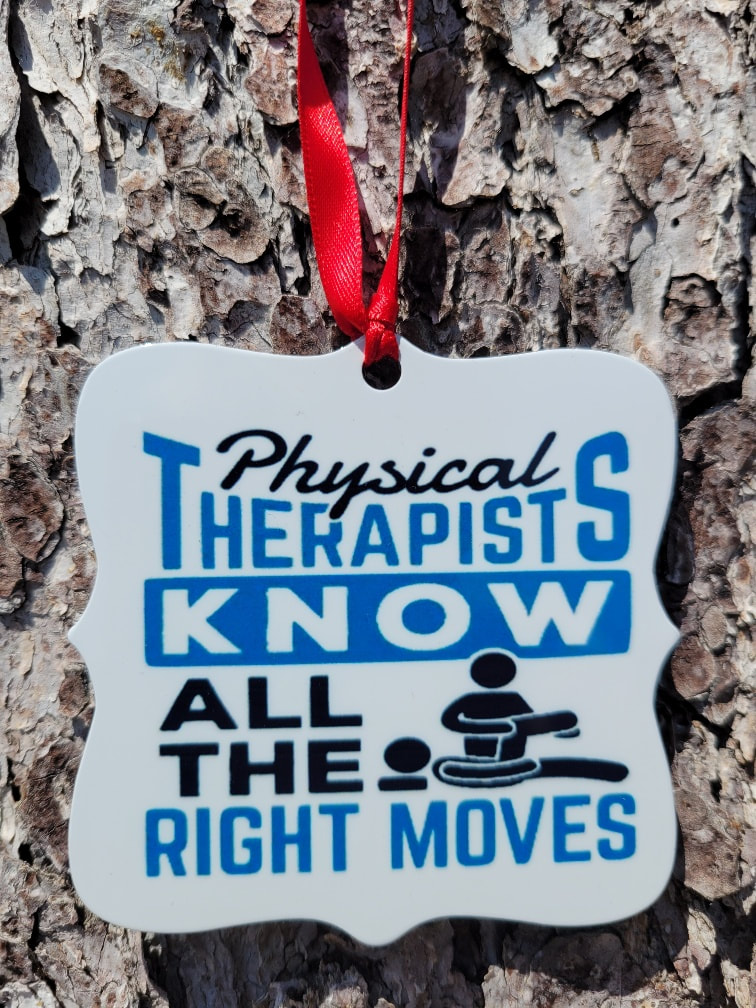 Physical
THERAPISTS
KNOW
ALL
THE
RIGHT MOVES